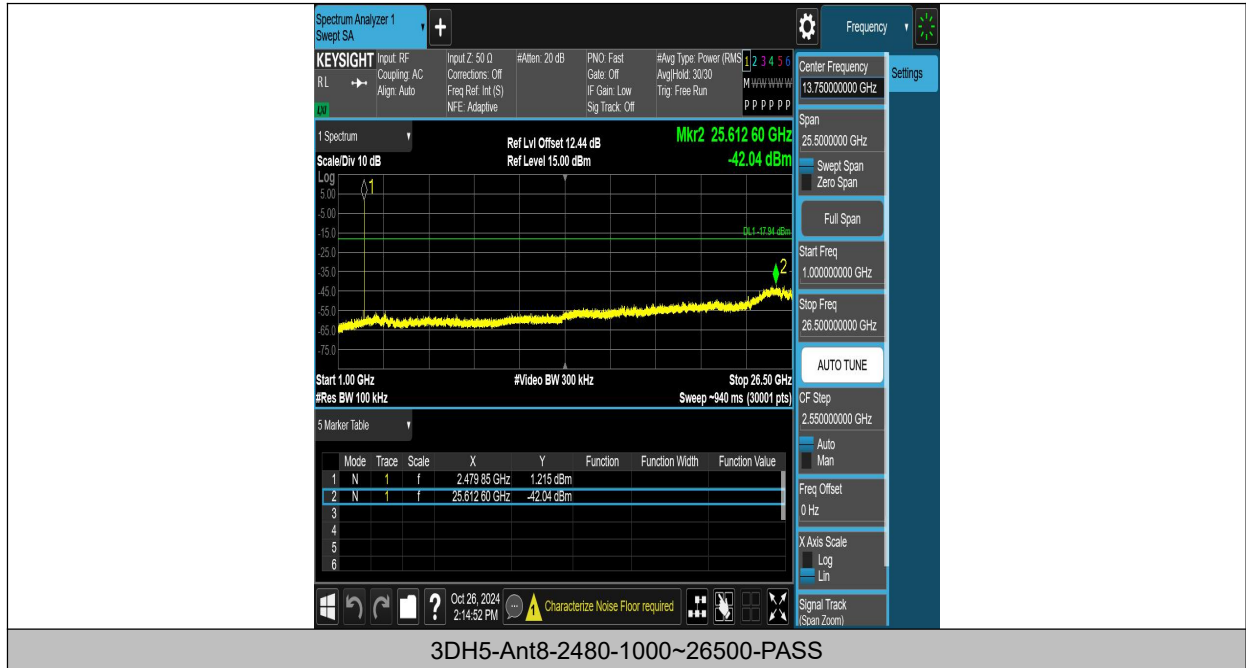 Spectrum Analyzer 1
Swept SA
+
Frequency
KEYSIGHT
RL
Input: RF
Coupling: AC
Align: Auto
Input Z: 50 Ω
Corrections: Off
Freq Ref: Int (S)
NFE: Adaptive
#Atten: 20 dB
PNO: Fast
Gate: Off
IF Gain: Low
Sig Track: Off
#Avg Type: Power (RMS
Avg|Hold: 30/30
Trig: Free Run
1 2 3 4 5 6
M W W W W W
P P P P P P
1 Spectrum
Scale/Div 10 dB
Ref Lvl Offset 12.44 dB
Ref Level 15.00 dBm
Mkr2 25.612 60 GHz
-42.04 dBm
Log
5.00
-5.00
-15.0
-25.0
-35.0
-45.0
-55.0
-65.0
-75.0
1
DL1 -17.94 dBm
2
Start 1.00 GHz
#Video BW 300 kHz
Stop 26.50 GHz
#Res BW 100 kHz
Sweep ~940 ms (30001 pts)
5 Marker Table
Mode Trace Scale X Y Function Function Width Function Value
1 N 1 f 2.479 85 GHz 1.215 dBm
2 N 1 f 25.612 60 GHz -42.04 dBm
3
4
5
6
?
Oct 26, 2024
2:14:52 PM
1
Characterize Noise Floor required
Center Frequency
13.750000000 GHz
Settings
Span
25.5000000 GHz
Swept Span
Zero Span
Full Span
Start Freq
1.000000000 GHz
Stop Freq
26.500000000 GHz
AUTO TUNE
CF Step
2.550000000 GHz
Auto
Man
Freq Offset
0 Hz
X Axis Scale
Log
Lin
Signal Track
(Span Zoom)
3DH5-Ant8-2480-1000~26500-PASS